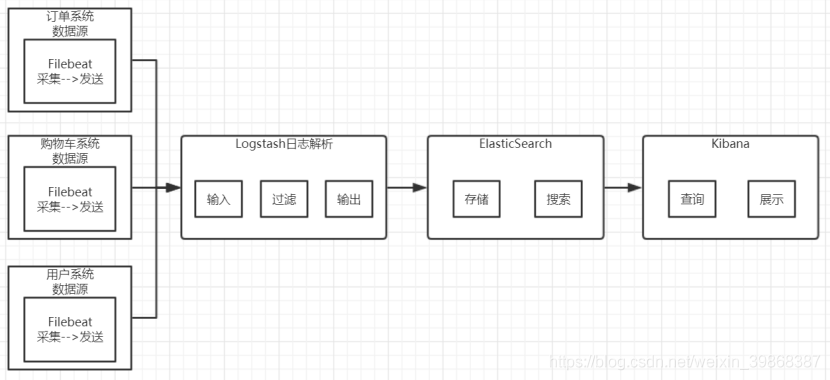 订单系统
数据源
Filebeat
采集-->发送
购物车系统
数据源
Filebeat
采集-->发送
用户系统
数据源
Filebeat
采集-->发送
Logstash日志解析
输入
过滤
输出
ElasticSearch
存储
搜索
Kibana
查询
展示
https://blog.csdn.net/weixin_39868387